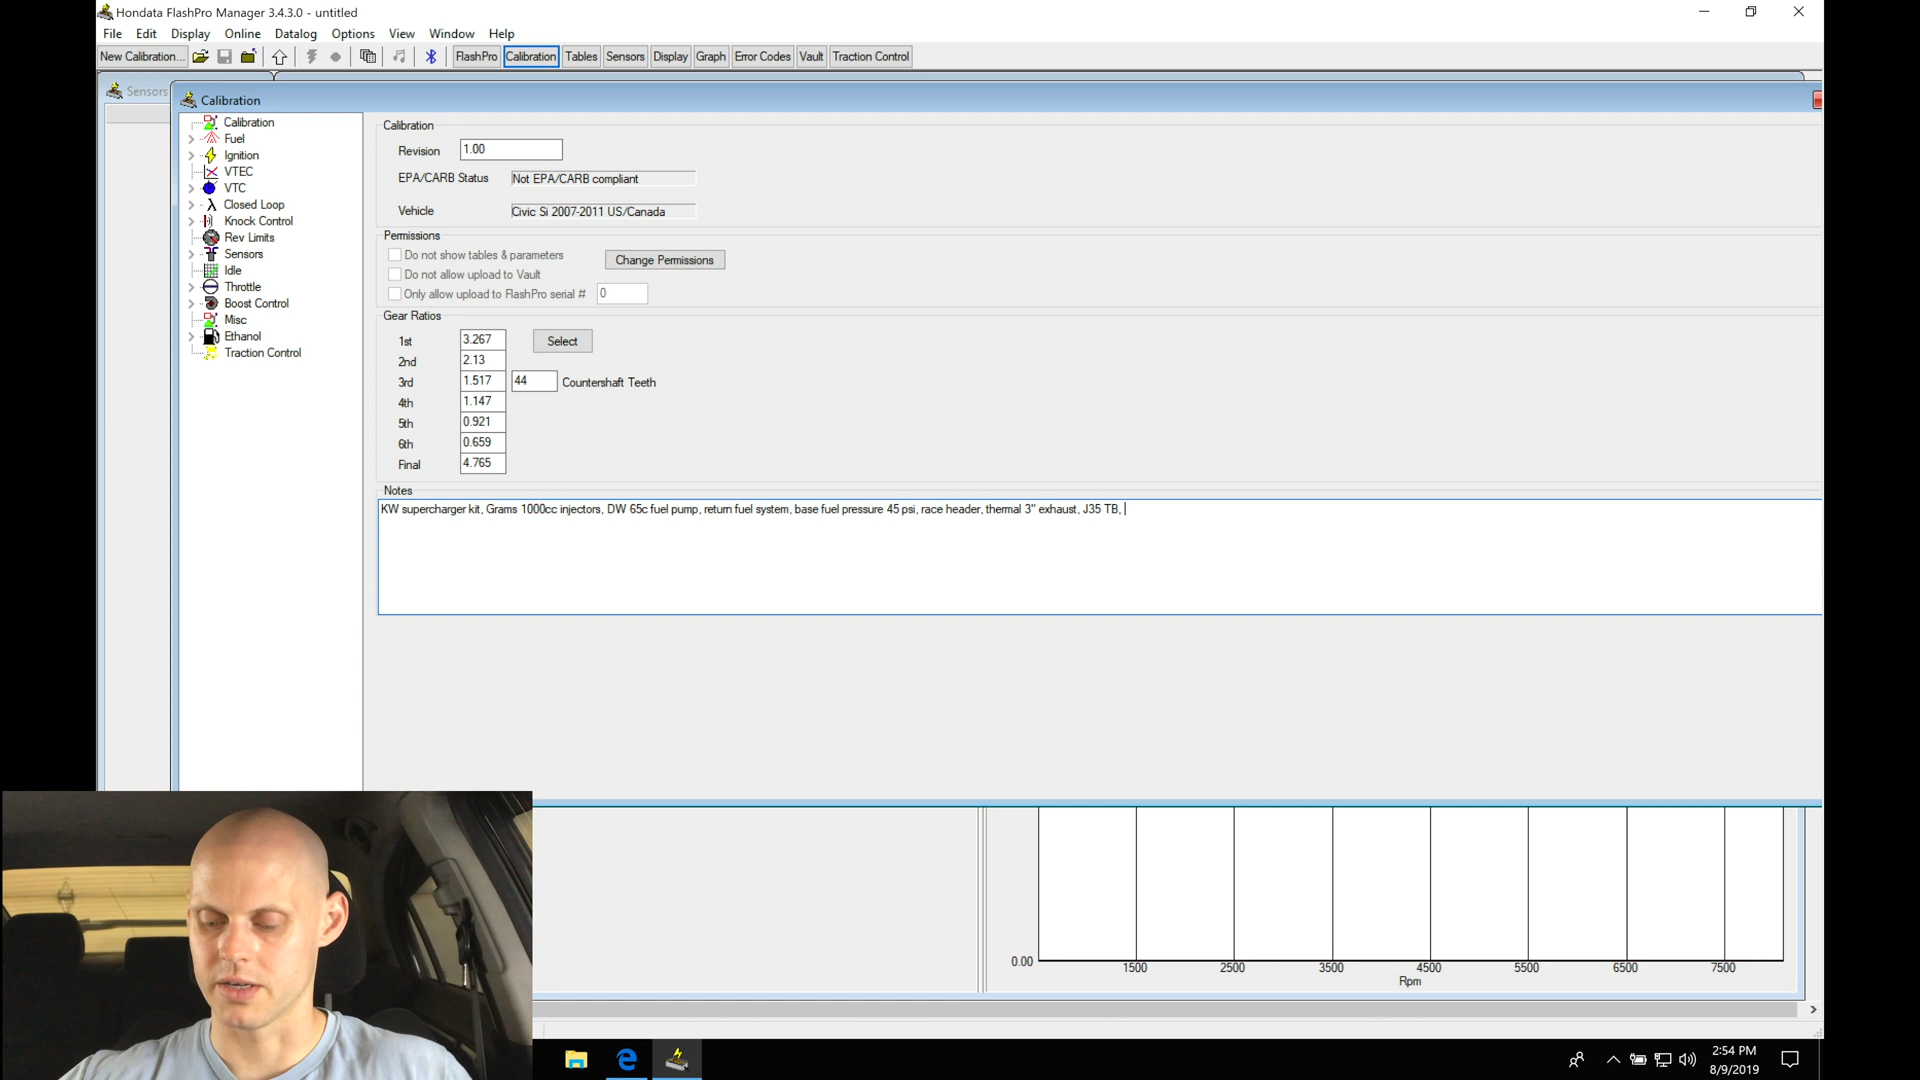 Hondata FlashPro Manager 3.4.3.0 - untitled
File Edit Display Online Datalog Options View Window Help
New Calibration... FlashPro Calibration Tables Sensors Display Graph Error Codes Vault Traction Control
Sensors
Calibration
Calibration
Fuel
Ignition
VTEC
VTC
Closed Loop
Knock Control
Rev Limits
Sensors
Idle
Throttle
Boost Control
Misc
Ethanol
Traction Control
Calibration
Revision 1.00
EPA/CARB Status Not EPA/CARB compliant
Vehicle Civic Si 2007-2011 US/Canada
Permissions
Do not show tables & parameters Change Permissions
Do not allow upload to Vault
Only allow upload to FlashPro serial # 0
Gear Ratios
1st 3.267 Select
2nd 2.13
3rd 1.517 44 Countershaft Teeth
4th 1.147
5th 0.921
6th 0.659
Final 4.765
Notes
KW supercharger kit, Grams 1000cc injectors, DW 65c fuel pump, return fuel system, base fuel pressure 45 psi, race header, thermal 3" exhaust, J35 TB,
0.00
1500 2500 3500 4500 5500 6500 7500
Rpm
2:54 PM
8/9/2019